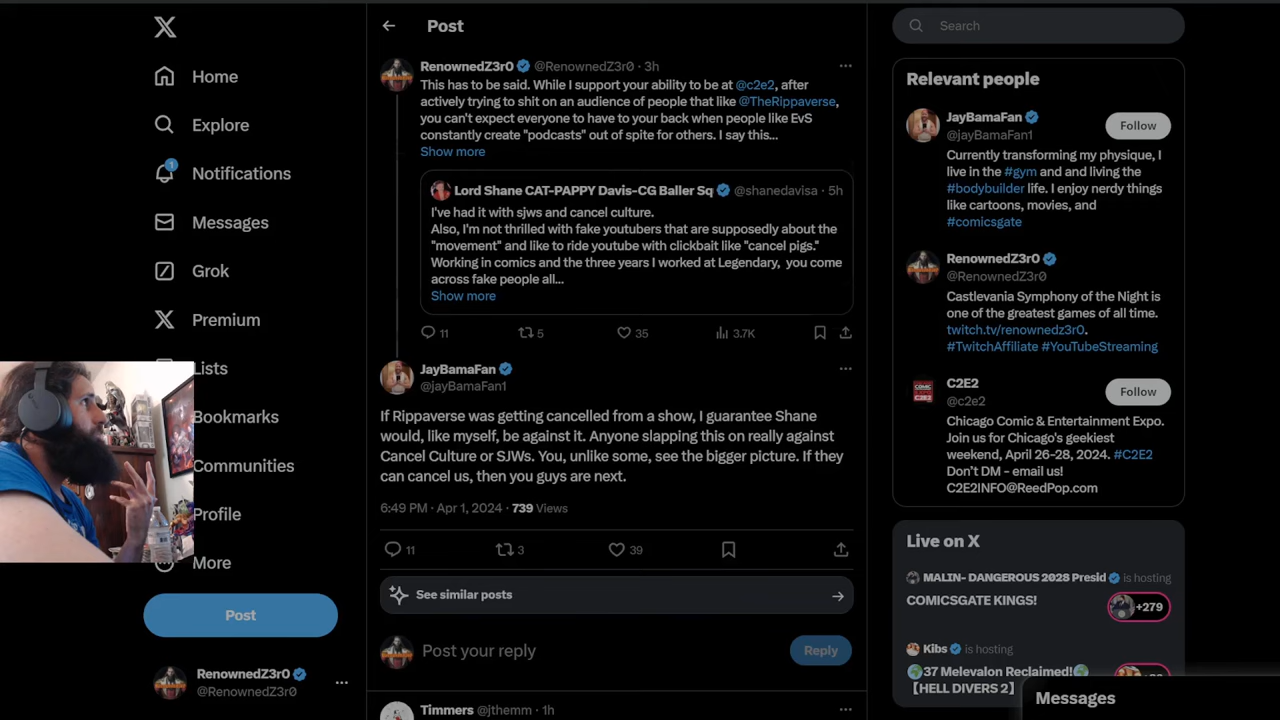 Home
Explore
1
Notifications
Messages
Grok
Premium
Lists
Bookmarks
Communities
Profile
More
Post
RenownedZ3r0
@RenownedZ3r0
Post
RenownedZ3r0 @RenownedZ3r0 · 3h
This has to be said. While I support your ability to be at @c2e2, after
actively trying to shit on an audience of people that like @TheRippaverse,
you can't expect everyone to have to your back when people like EvS
constantly create "podcasts" out of spite for others. I say this...
Show more
Lord Shane CAT-PAPPY Davis-CG Baller Sq @shanedavisa · 5h
I've had it with sjws and cancel culture.
Also, I'm not thrilled with fake youtubers that are supposedly about the
"movement" and like to ride youtube with clickbait like "cancel pigs."
Working in comics and the three years I worked at Legendary, you come
across fake people all...
Show more
11 5 35 3.7K
JayBamaFan
@jayBamaFan1
If Rippaverse was getting cancelled from a show, I guarantee Shane
would, like myself, be against it. Anyone slapping this on really against
Cancel Culture or SJWs. You, unlike some, see the bigger picture. If they
can cancel us, then you guys are next.
6:49 PM · Apr 1, 2024 · 739 Views
11 3 39
See similar posts
Post your reply
Reply
Timmers @jthemm · 1h
Search
Relevant people
JayBamaFan
@jayBamaFan1
Follow
Currently transforming my physique, I
live in the #gym and and living the
#bodybuilder life. I enjoy nerdy things
like cartoons, movies, and
#comicsgate
RenownedZ3r0
@RenownedZ3r0
Castlevania Symphony of the Night is
one of the greatest games of all time.
twitch.tv/renownedz3r0.
#TwitchAffiliate #YouTubeStreaming
C2E2
@c2e2
Follow
Chicago Comic & Entertainment Expo.
Join us for Chicago's geekiest
weekend, April 26-28, 2024. #C2E2
Don't DM – email us!
C2E2INFO@ReedPop.com
Live on X
MALIN- DANGEROUS 2028 Presid is hosting
COMICSGATE KINGS!
+279
Kibs is hosting
37 Melevalon Reclaimed!
【HELL DIVERS 2】
Messages